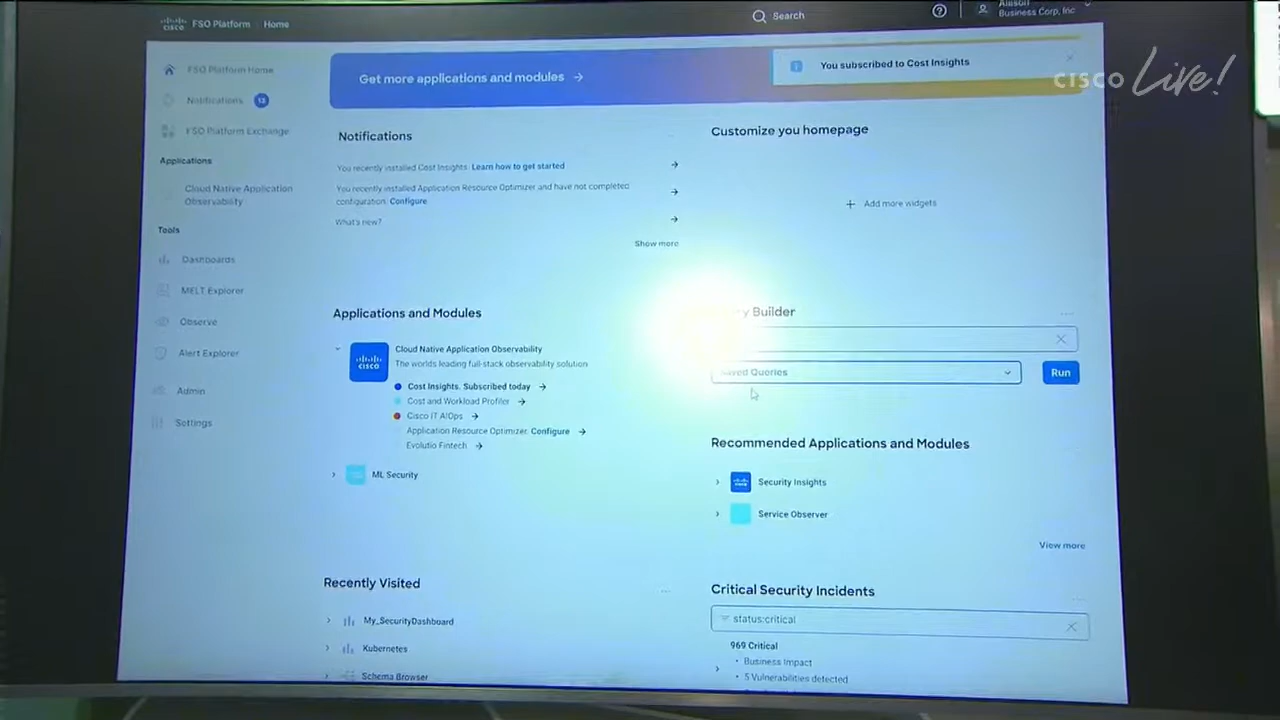 cisco FSO Platform Home
Search
Business Corp, Inc
cisco Live!
FSO Platform Home
Notifications 13
FSO Platform Exchange
Applications
Cloud Native Application
Observability
Tools
Dashboards
MELT Explorer
Observe
Alert Explorer
Admin
Settings
Get more applications and modules →
You subscribed to Cost Insights
Notifications
You recently installed Cost Insights. Learn how to get started
You recently installed Application Resource Optimizer and have not completed
configuration. Configure
What's new?
Show more
Customize you homepage
+ Add more widgets
Applications and Modules
cisco
Cloud Native Application Observability
The worlds leading full-stack observability solution
Cost Insights. Subscribed today →
Cost and Workload Profiler →
Cisco IT AIOps →
Application Resource Optimizer. Configure →
Evolutio Fintech →
ML Security
Builder
Queries
Run
Recommended Applications and Modules
Security Insights
Service Observer
View more
Recently Visited
My_SecurityDashboard
Kubernetes
Schema Browser
Critical Security Incidents
status:critical
969 Critical
• Business Impact
• 5 Vulnerabilities detected